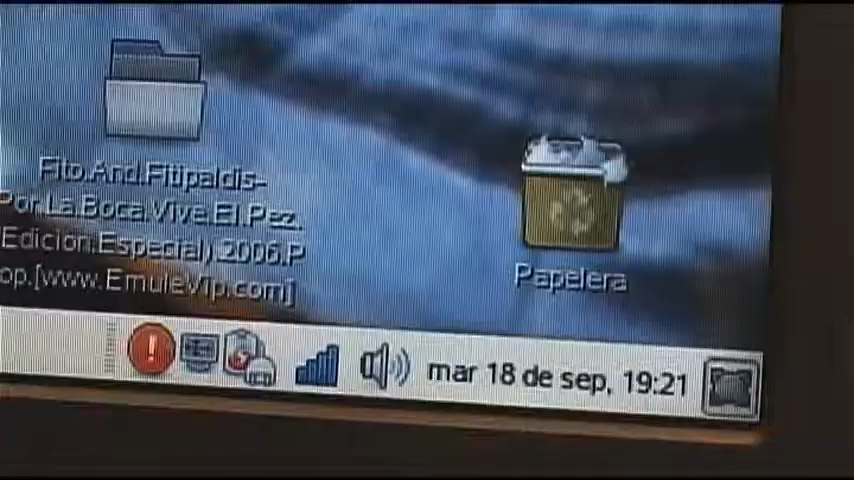 Fito.And.Fitipaldis-
Por.La.Boca.Vive.El.Pez.
Edicion.Especial).2006.P
op.[www.EmuleVip.com]
Papelera
mar 18 de sep, 19:21